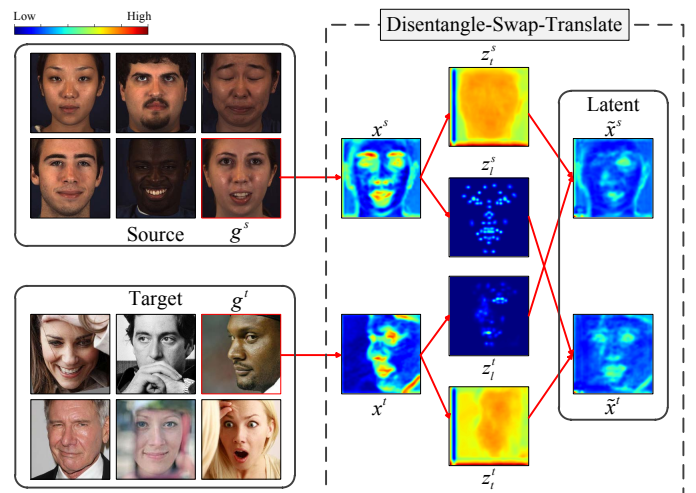 Low High
Disentangle-Swap-Translate
z_t^s
x^s
Latent
x̃^s
z_l^s
Source g^s
Target g^t
z_l^t
x^t
x̃^t
z_t^t